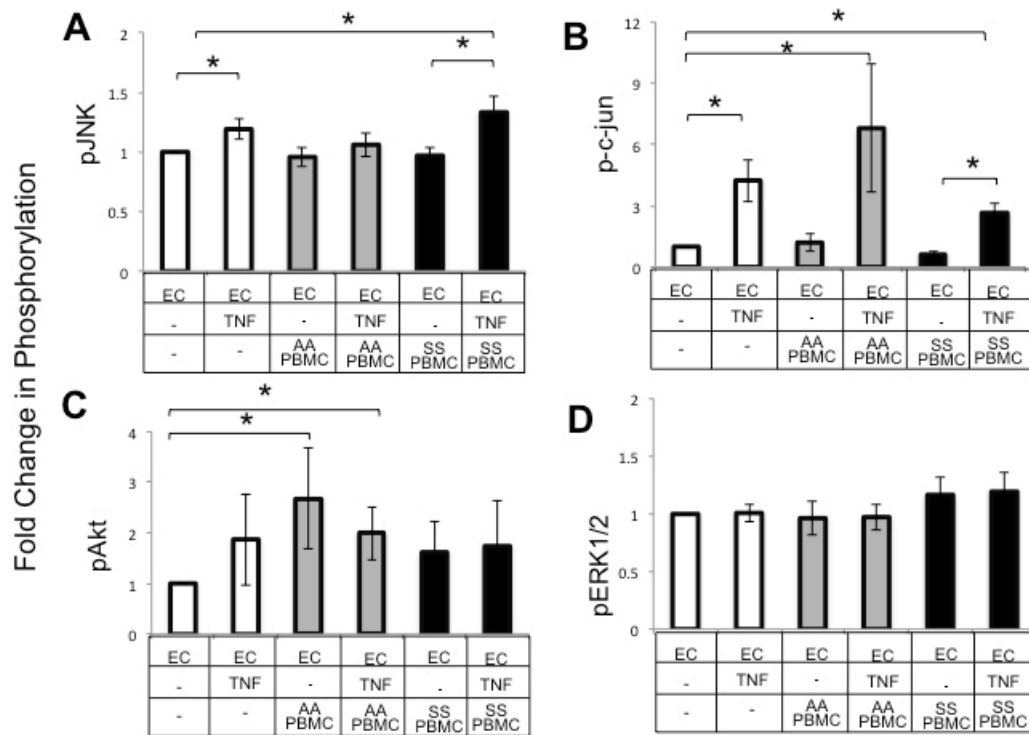 Fold Change in Phosphorylation
A
pJNK
2
1.5
1
0.5
0
*
*
*
EC EC EC EC EC EC
- TNF - TNF - TNF
- - AA PBMC AA PBMC SS PBMC SS PBMC
B
p-c-jun
12
9
6
3
0
*
*
*
*
EC EC EC EC EC EC
- TNF - TNF - TNF
- - AA PBMC AA PBMC SS PBMC SS PBMC
C
pAkt
4
3
2
1
0
*
*
EC EC EC EC EC EC
- TNF - TNF - TNF
- - AA PBMC AA PBMC SS PBMC SS PBMC
D
pERK1/2
2
1.5
1
0.5
0
EC EC EC EC EC EC
- TNF - TNF - TNF
- - AA PBMC AA PBMC SS PBMC SS PBMC